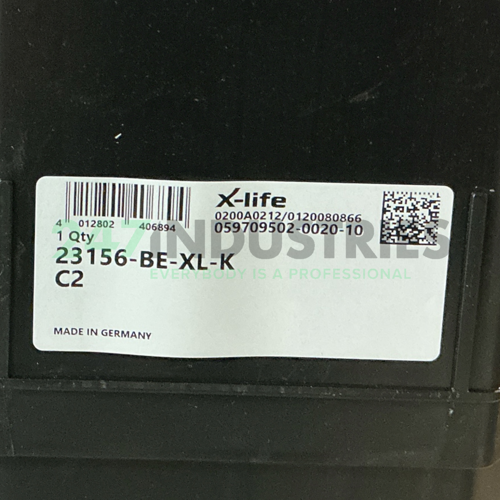 X-life
0200A0212/0120080866
059709502-0020-10
4 012802 406894
1 Qty
23156-BE-XL-K
C2
MADE IN GERMANY
247 INDUSTRIES
EVERYBODY IS A PROFESSIONAL